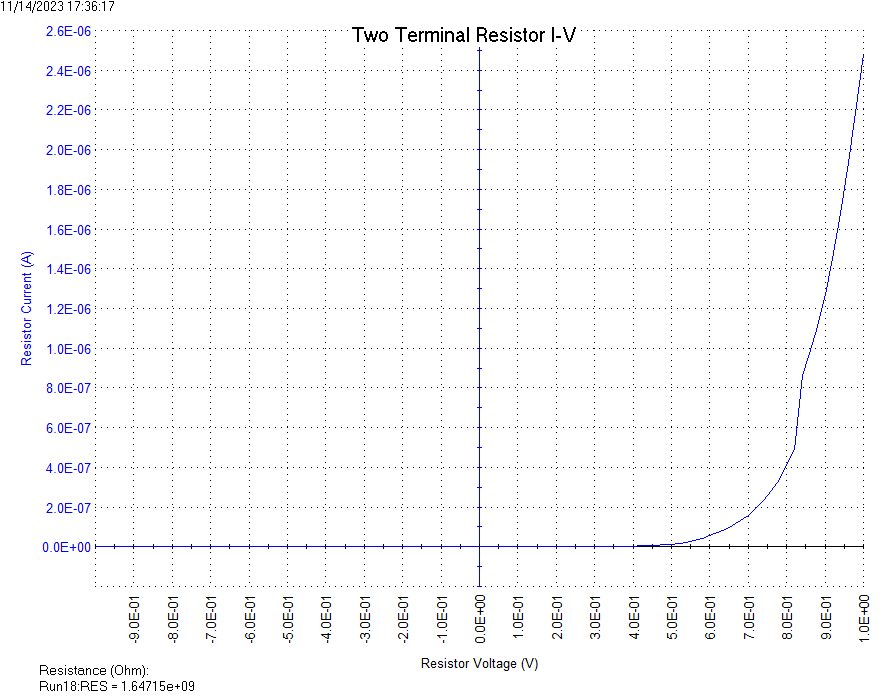 11/14/2023 17:36:17
Two Terminal Resistor I-V
2.6E-06
2.4E-06
2.2E-06
2.0E-06
1.8E-06
1.6E-06
1.4E-06
1.2E-06
1.0E-06
8.0E-07
6.0E-07
4.0E-07
2.0E-07
0.0E+00
Resistor Current (A)
-9.0E-01
-8.0E-01
-7.0E-01
-6.0E-01
-5.0E-01
-4.0E-01
-3.0E-01
-2.0E-01
-1.0E-01
0.0E+00
1.0E-01
2.0E-01
3.0E-01
4.0E-01
5.0E-01
6.0E-01
7.0E-01
8.0E-01
9.0E-01
1.0E+00
Resistor Voltage (V)
Resistance (Ohm):
Run18:RES = 1.64715e+09